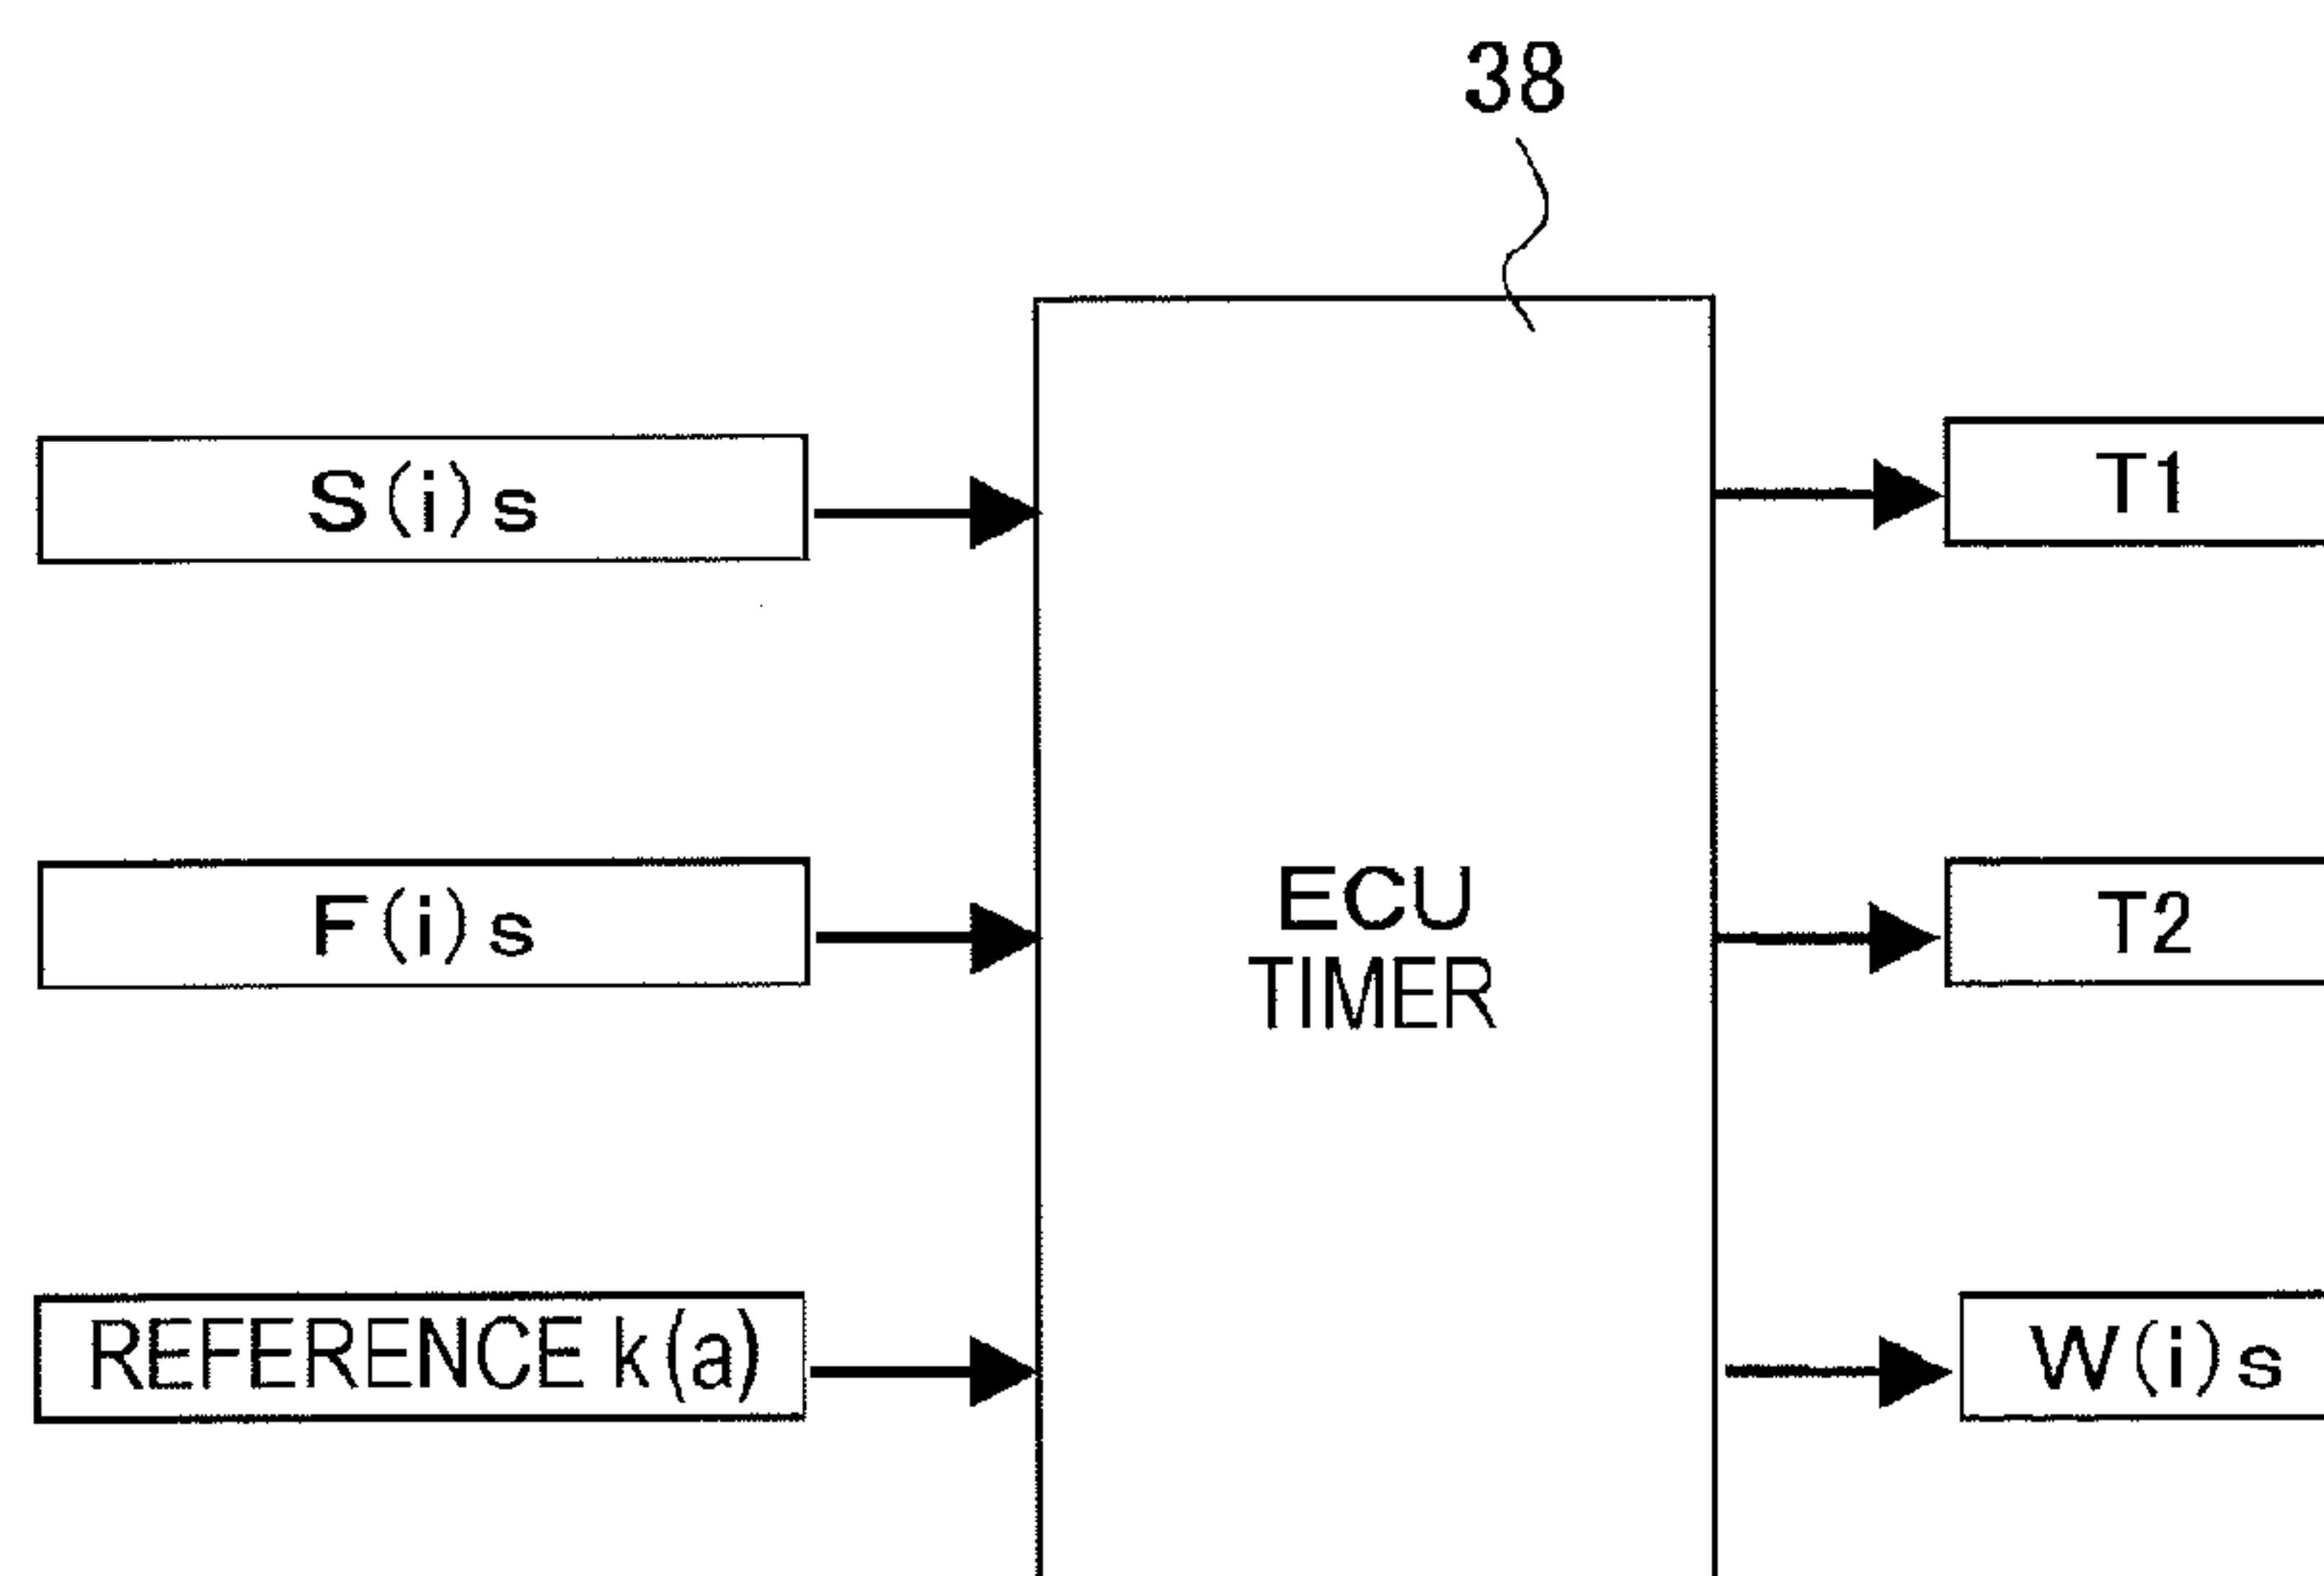 38
S(i)s
T1
F(i)s
ECU
TIMER
T2
REFERENCE k(a)
W(i)s